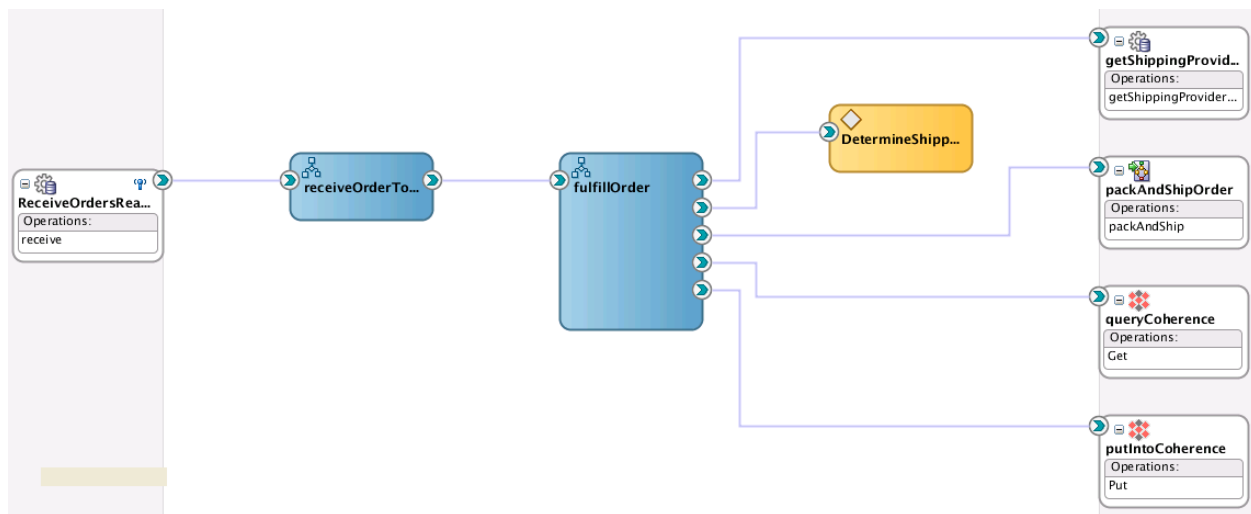 ReceiveOrdersRea...
Operations:
receive
receiveOrderTo...
fulfillOrder
DetermineShipp...
getShippingProvid...
Operations:
getShippingProvider...
packAndShipOrder
Operations:
packAndShip
queryCoherence
Operations:
Get
putIntoCoherence
Operations:
Put